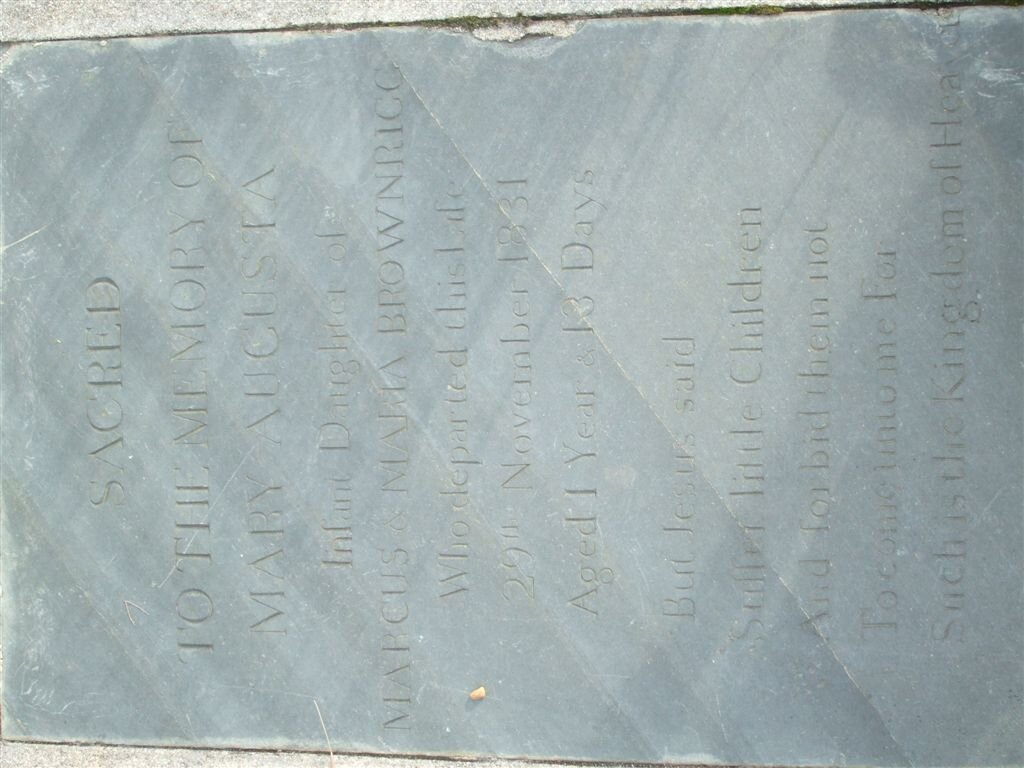 SACRED
TO THE MEMORY OF
MARY AUGUSTA
Infant Daughter of
MARCUS & MARIA BROWNRIGG
Who departed this Life
29th November 1831
Aged 1 Year & 13 Days
But Jesus said
Suffer little Children
And forbid them not
To come unto me For
Such is the Kingdom of Heaven